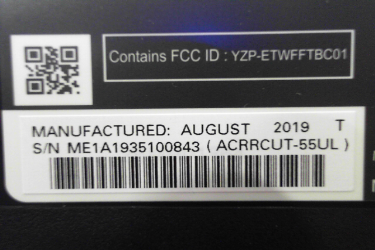 Contains FCC ID : YZP-ETWFFTBC01
MANUFACTURED: AUGUST 2019 T
S/N ME1A1935100843 ( ACRRCUT-55UL )